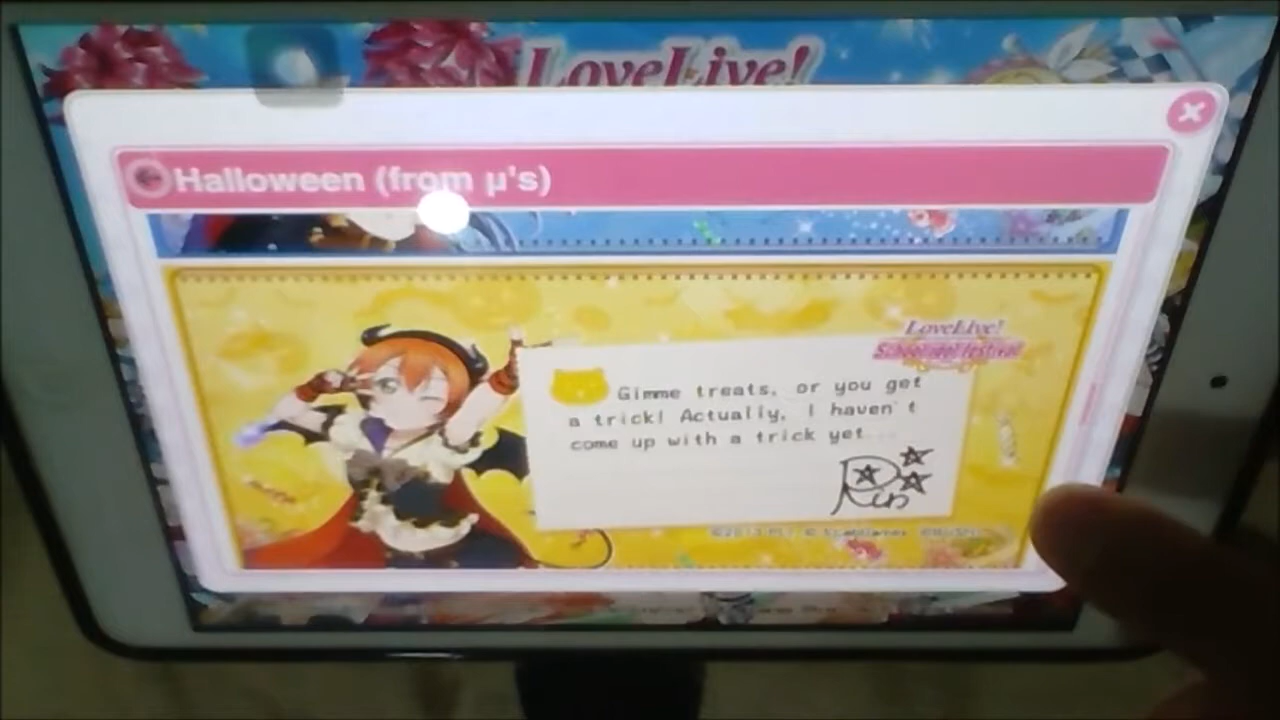 LoveLive!
Halloween (from μ's)
LoveLive!
School idol festival
Gimme treats, or you get
a trick! Actually, I haven't
come up with a trick yet...
Rin